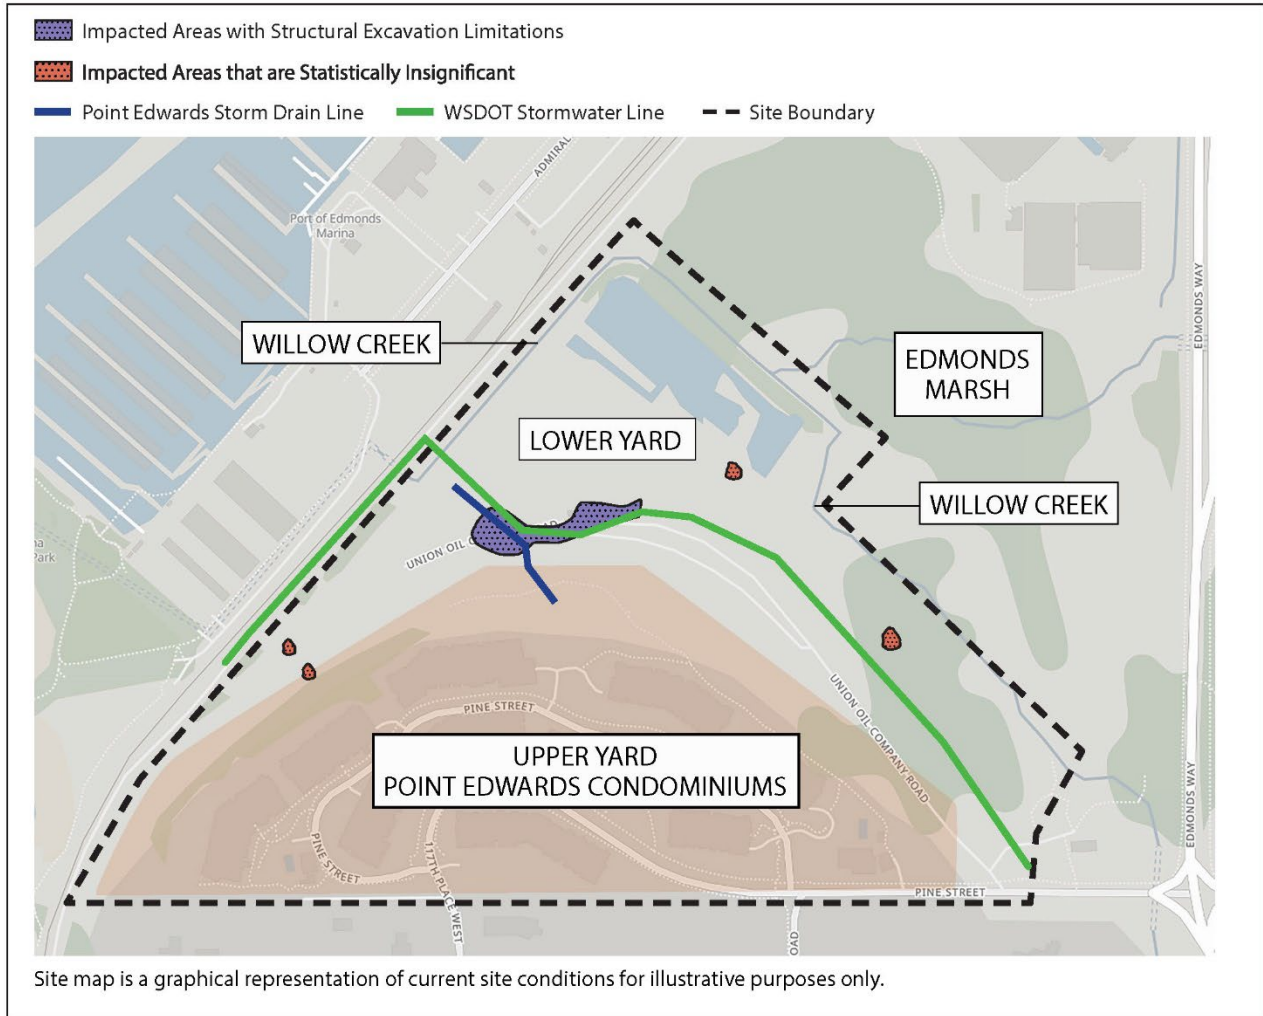 Impacted Areas with Structural Excavation Limitations
Impacted Areas that are Statistically Insignificant
Point Edwards Storm Drain Line
WSDOT Stormwater Line
Site Boundary
ADMIRAL
Port of Edmonds
Marina
EDMONDS WAY
WILLOW CREEK
EDMONDS
MARSH
LOWER YARD
WILLOW CREEK
UNION OIL
Park
PINE STREET
UNION OIL COMPANY ROAD
UPPER YARD
POINT EDWARDS CONDOMINIUMS
PINE STREET
117TH PLACE WEST
EDMONDS WAY
PINE STREET
OAD
Site map is a graphical representation of current site conditions for illustrative purposes only.